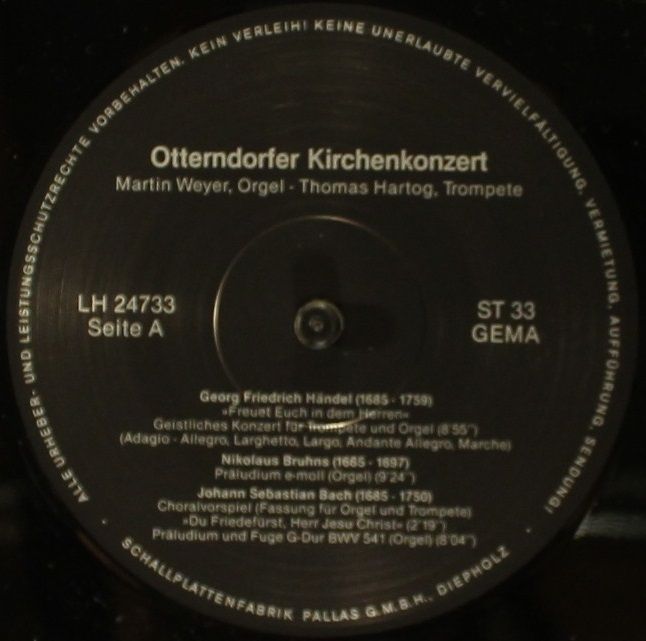 ALLE URHEBER- UND LEISTUNGSSCHUTZRECHTE VORBEHALTEN. KEIN VERLEIH! KEINE UNERLAUBTE VERVIELFÄLTIGUNG, VERMIETUNG, AUFFÜHRUNG, SENDUNG!
Otterndorfer Kirchenkonzert
Martin Weyer, Orgel - Thomas Hartog, Trompete
LH 24733
Seite A
ST 33
GEMA
Georg Friedrich Händel (1685 - 1759)
»Freuet Euch in dem Herren«
Geistliches Konzert für Trompete und Orgel (8'55")
(Adagio - Allegro, Larghetto, Largo, Andante Allegro, Marche)
Nikolaus Bruhns (1665 - 1697)
Präludium e-moll (Orgel) (9'24")
Johann Sebastian Bach (1685 - 1750)
Choralvorspiel (Fassung für Orgel und Trompete)
»Du Friedefürst, Herr Jesu Christ« (2'19")
Präludium und Fuge G-Dur BWV 541 (Orgel) (8'04")
· SCHALLPLATTENFABRIK PALLAS G.M.B.H., DIEPHOLZ ·